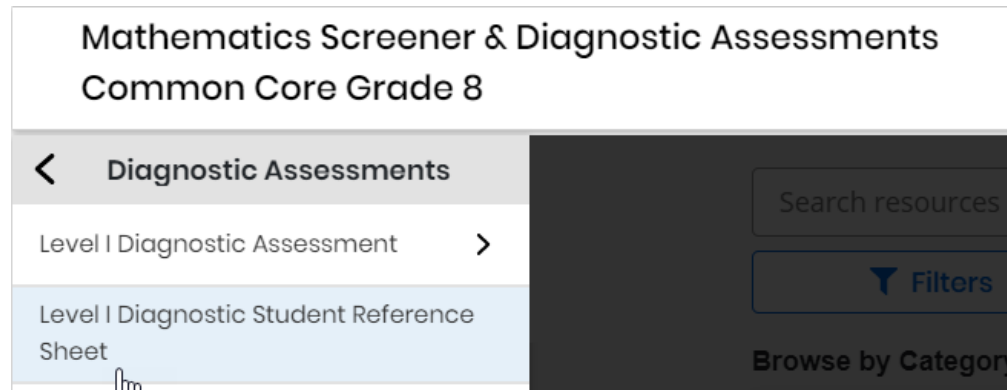 Mathematics Screener & Diagnostic Assessments
Common Core Grade 8
Diagnostic Assessments
Level I Diagnostic Assessment
Level I Diagnostic Student Reference
Sheet
Search resources
Filters
Browse by Category